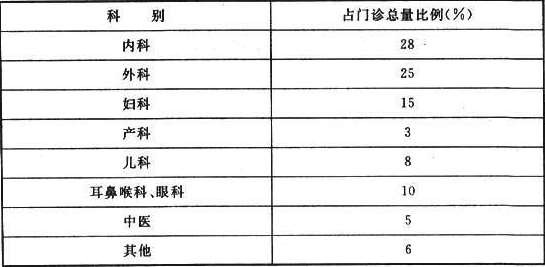 科 别 占门诊总量比例(%)
内科 28
外科 25
妇科 15
产科 3
儿科 8
耳鼻喉科、眼科 10
中医 5
其他 6